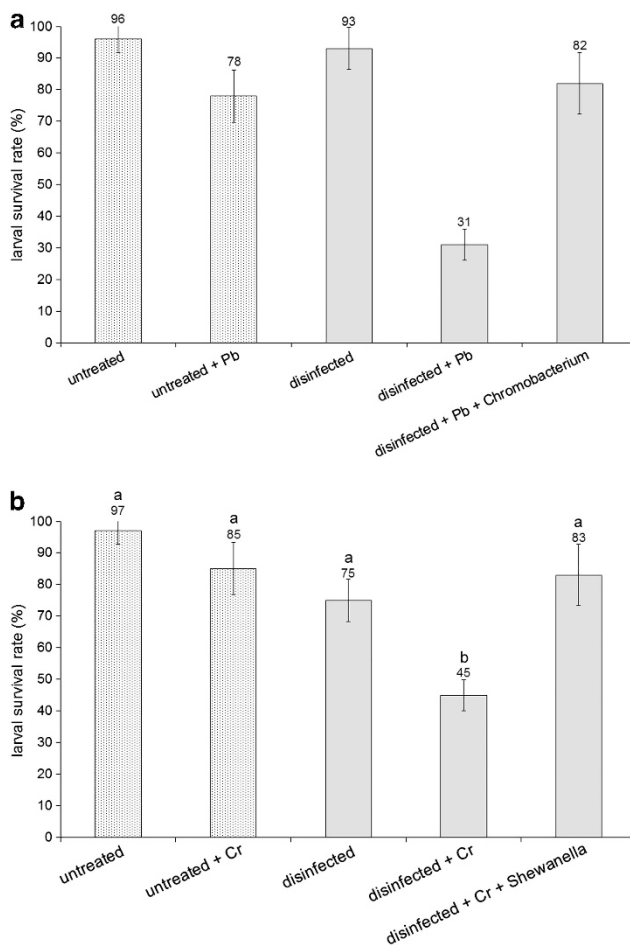 a
larval survival rate (%)
100
90
80
70
60
50
40
30
20
10
0
96
78
93
31
82
untreated
untreated + Pb
disinfected
disinfected + Pb
disinfected + Pb + Chromobacterium
b
larval survival rate (%)
100
90
80
70
60
50
40
30
20
10
0
a
97
a
85
a
75
b
45
a
83
untreated
untreated + Cr
disinfected
disinfected + Cr
disinfected + Cr + Shewanella